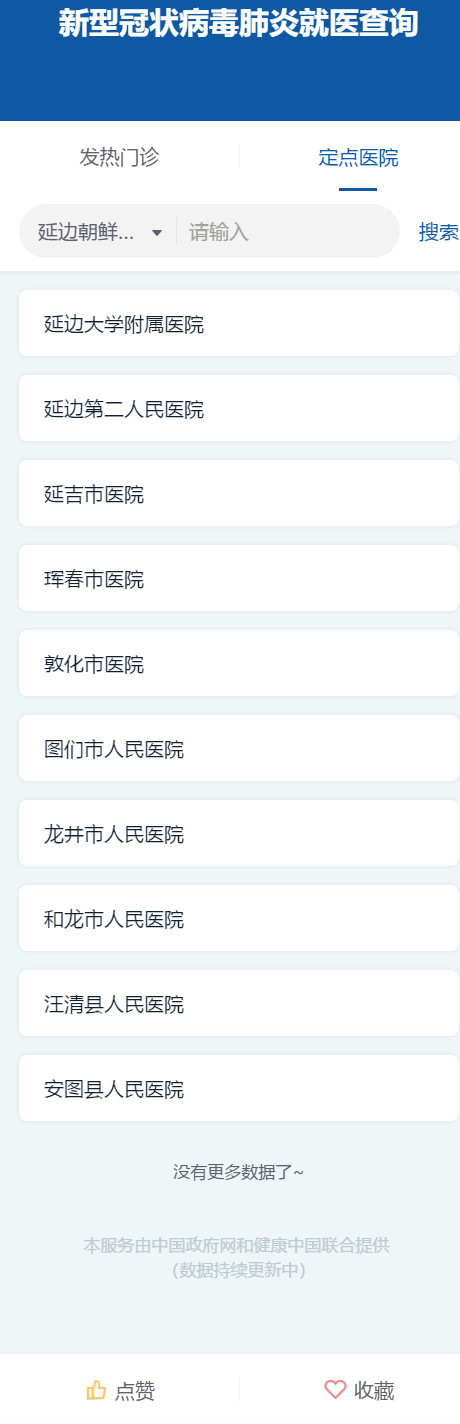 新型冠状病毒肺炎就医查询
发热门诊 定点医院
延边朝鲜... 请输入 搜索
延边大学附属医院
延边第二人民医院
延吉市医院
珲春市医院
敦化市医院
图们市人民医院
龙井市人民医院
和龙市人民医院
汪清县人民医院
安图县人民医院
没有更多数据了~
本服务由中国政府网和健康中国联合提供
（数据持续更新中）
点赞 收藏